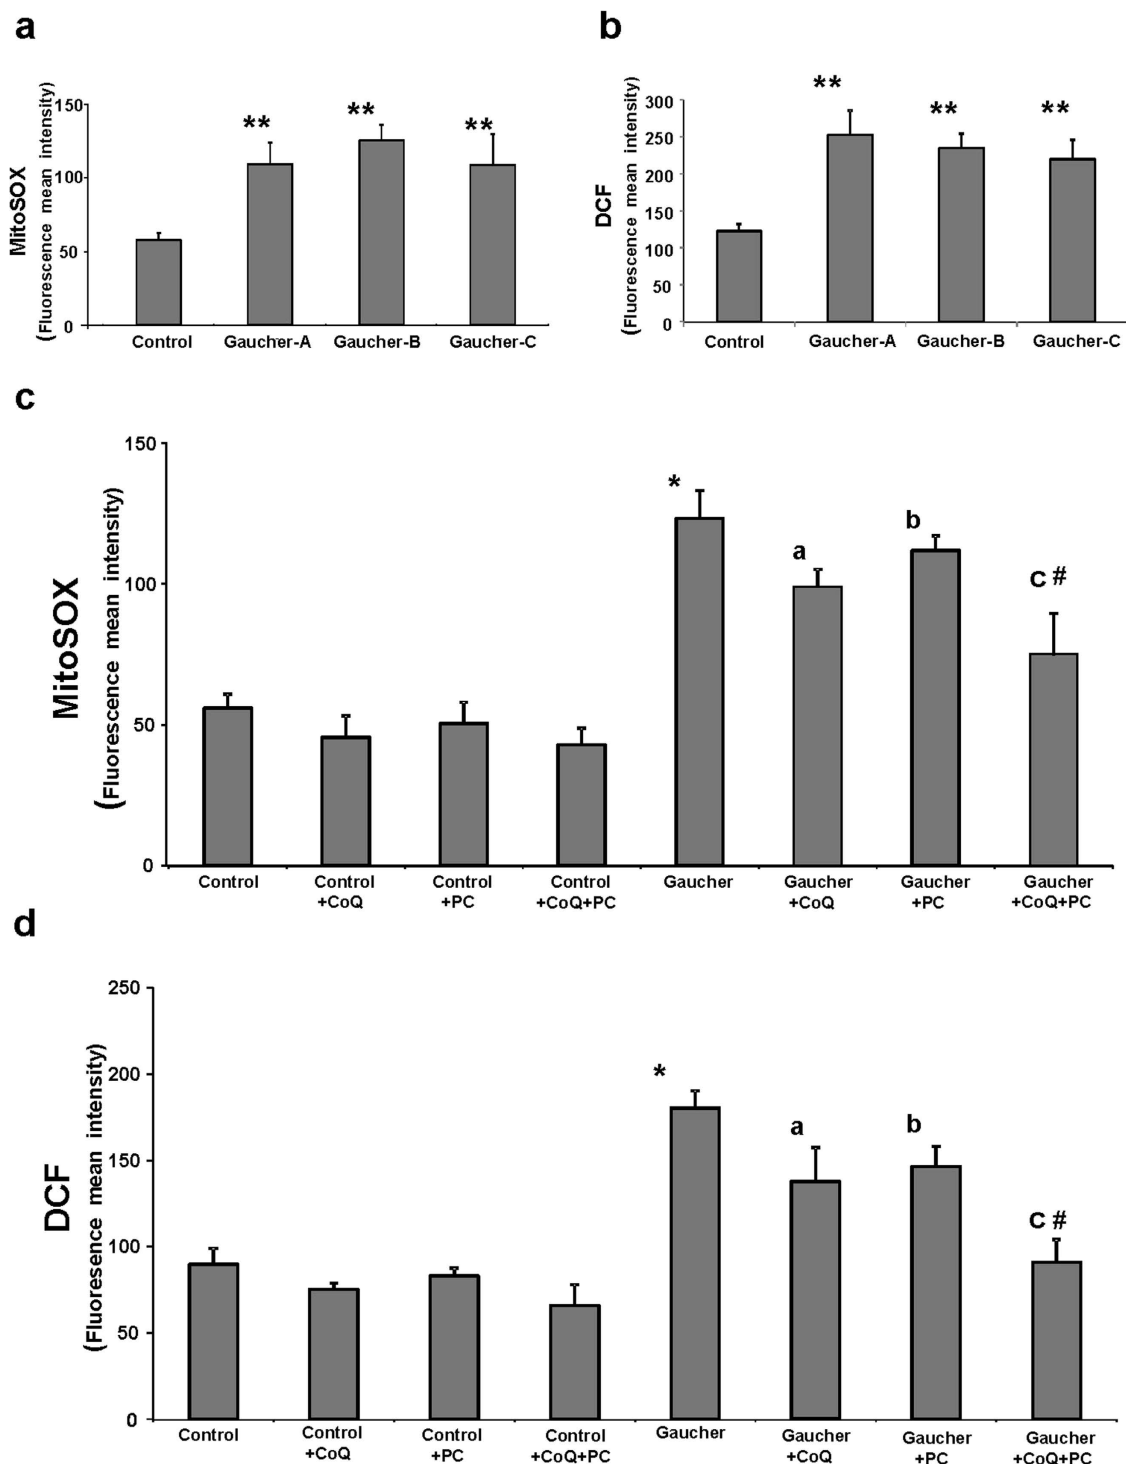 a
MitoSOX
(Fluorescence mean intensity)
150
100
50
0
**
**
**
Control
Gaucher-A
Gaucher-B
Gaucher-C
b
DCF
(Fluorescence mean intensity)
300
250
200
150
100
50
0
**
**
**
Control
Gaucher-A
Gaucher-B
Gaucher-C
c
MitoSOX
(Fluorescence mean intensity)
150
100
50
0
*
a
b
C #
Control
Control
+CoQ
Control
+PC
Control
+CoQ+PC
Gaucher
Gaucher
+CoQ
Gaucher
+PC
Gaucher
+CoQ+PC
d
DCF
(Fluoresence mean intensity)
250
200
150
100
50
0
*
a
b
C #
Control
Control
+CoQ
Control
+PC
Control
+CoQ+PC
Gaucher
Gaucher
+CoQ
Gaucher
+PC
Gaucher
+CoQ+PC